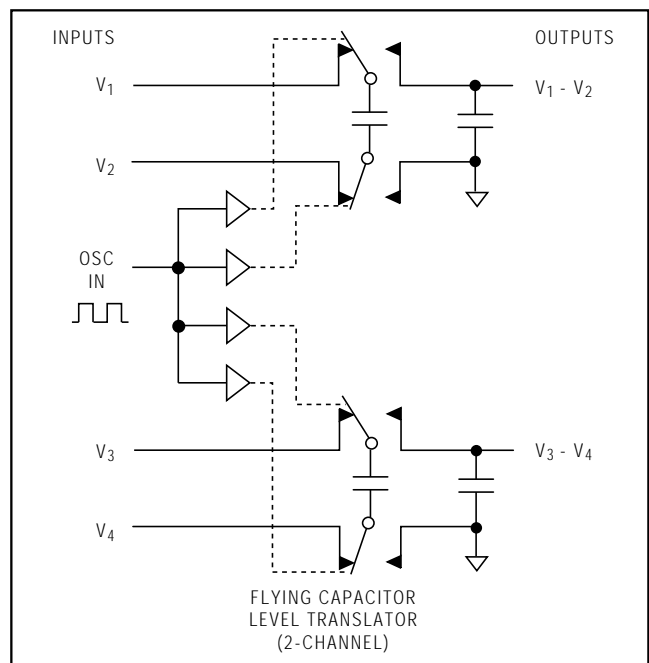 INPUTS
OUTPUTS
V₁
V₁ - V₂
V₂
OSC
IN
V₃
V₃ - V₄
V₄
FLYING CAPACITOR
LEVEL TRANSLATOR
(2-CHANNEL)